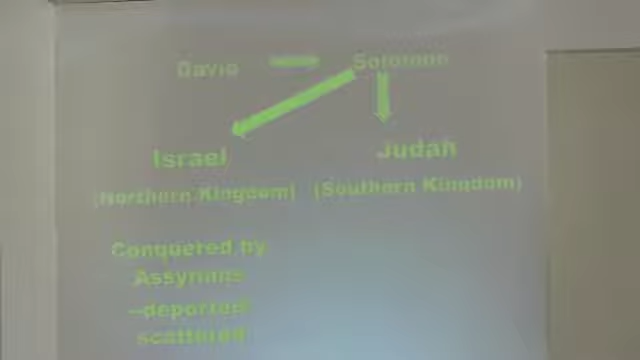 David Solomon
Israel Judah
(Northern Kingdom) (Southern Kingdom)
Conquered by
Assyrians
--deported
scattered